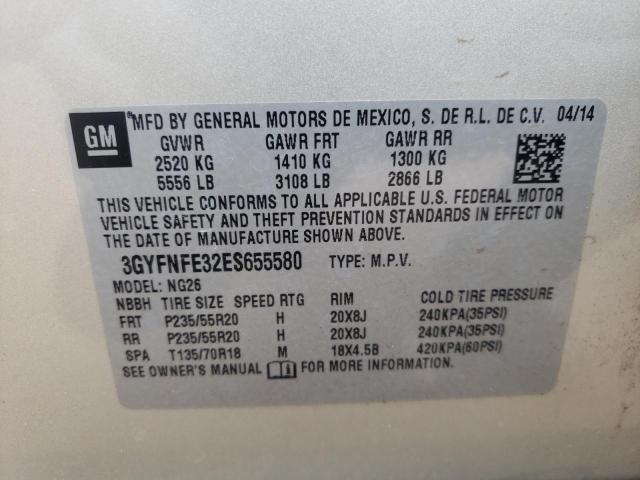 GM
®MFD BY GENERAL MOTORS DE MEXICO, S. DE R.L. DE C.V. 04/14
GVWR GAWR FRT GAWR RR
2520 KG 1410 KG 1300 KG
5556 LB 3108 LB 2866 LB
THIS VEHICLE CONFORMS TO ALL APPLICABLE U.S. FEDERAL MOTOR
VEHICLE SAFETY AND THEFT PREVENTION STANDARDS IN EFFECT ON
THE DATE OF MANUFACTURE SHOWN ABOVE.
3GYFNFE32ES655580 TYPE: M.P.V.
MODEL: NG26
NBBH TIRE SIZE SPEED RTG RIM COLD TIRE PRESSURE
FRT P235/55R20 H 20X8J 240KPA(35PSI)
RR P235/55R20 H 20X8J 240KPA(35PSI)
SPA T135/70R18 M 18X4.5B 420KPA(60PSI)
SEE OWNER'S MANUAL FOR MORE INFORMATION.